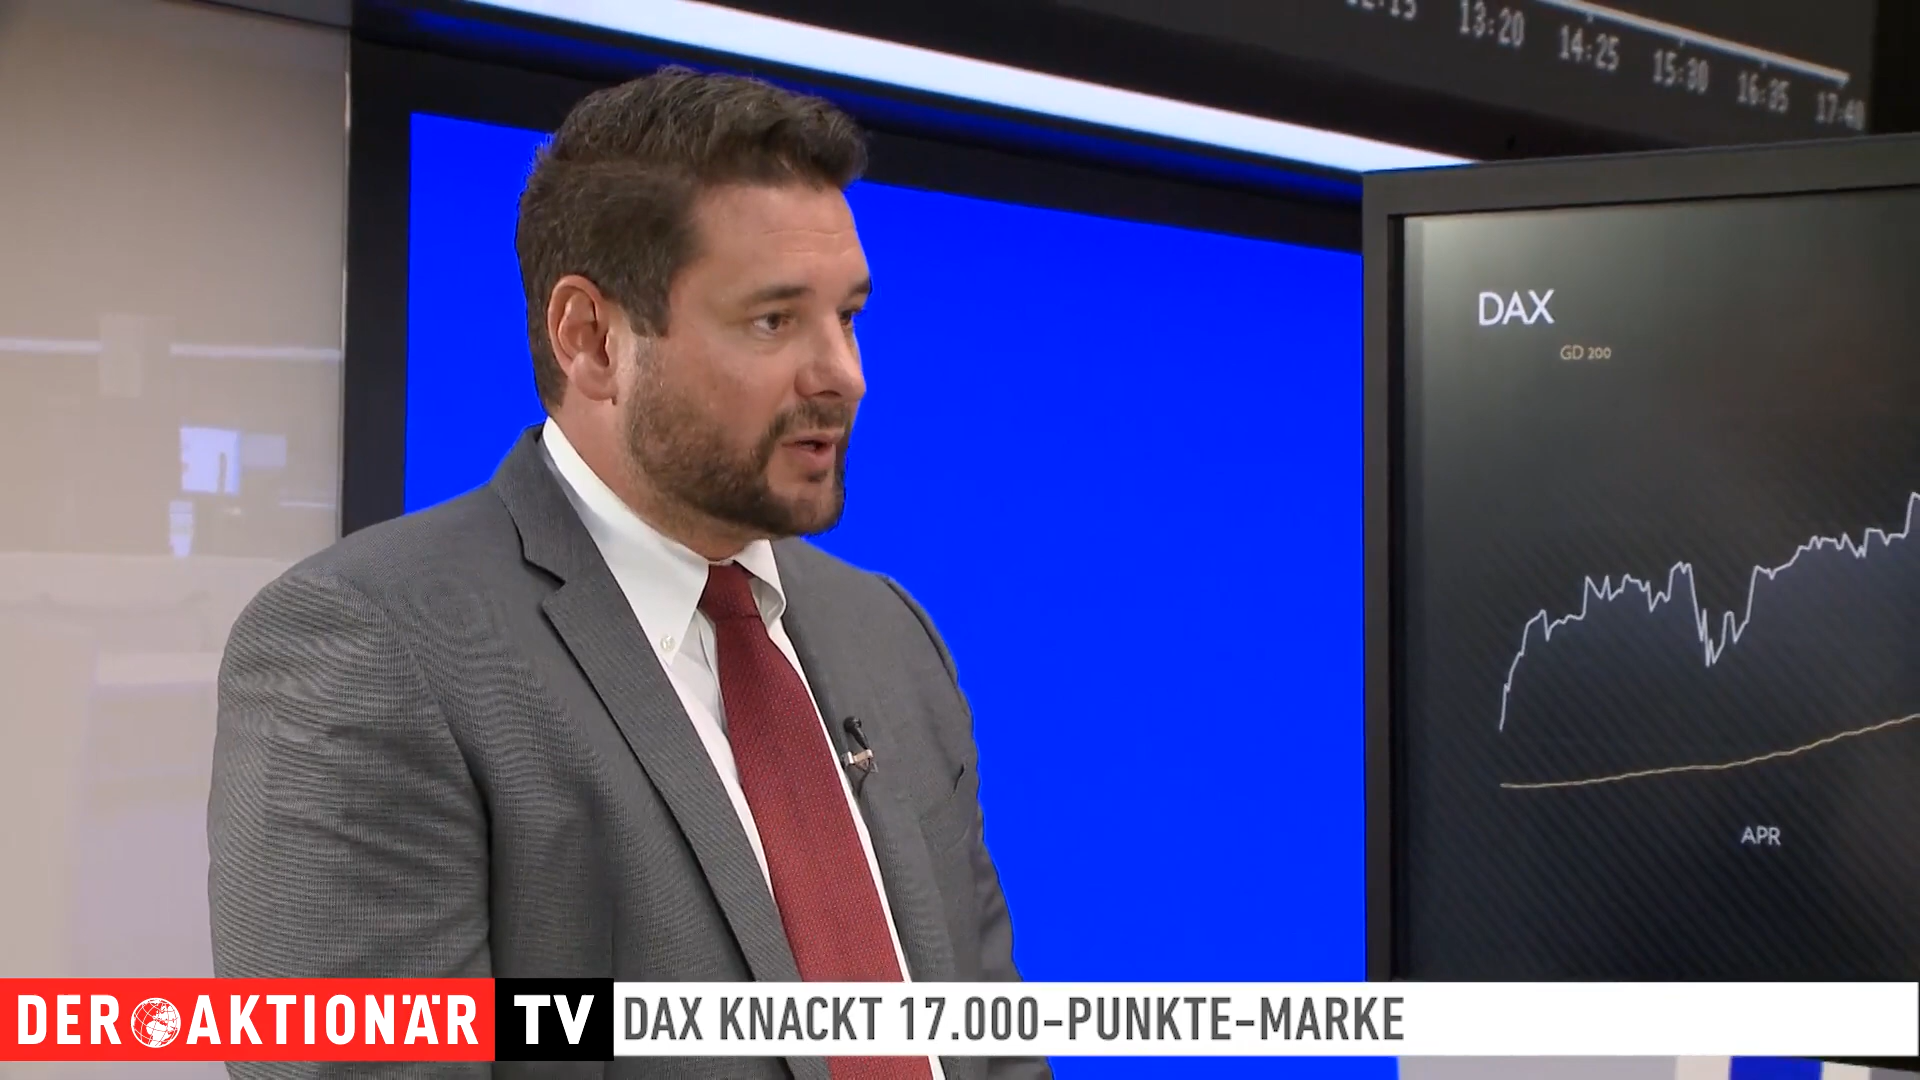 13:20 14:25 15:30 16:35 17:40
DAX
GD 200
APR
DER AKTIONÄR TV
DAX KNACKT 17.000-PUNKTE-MARKE